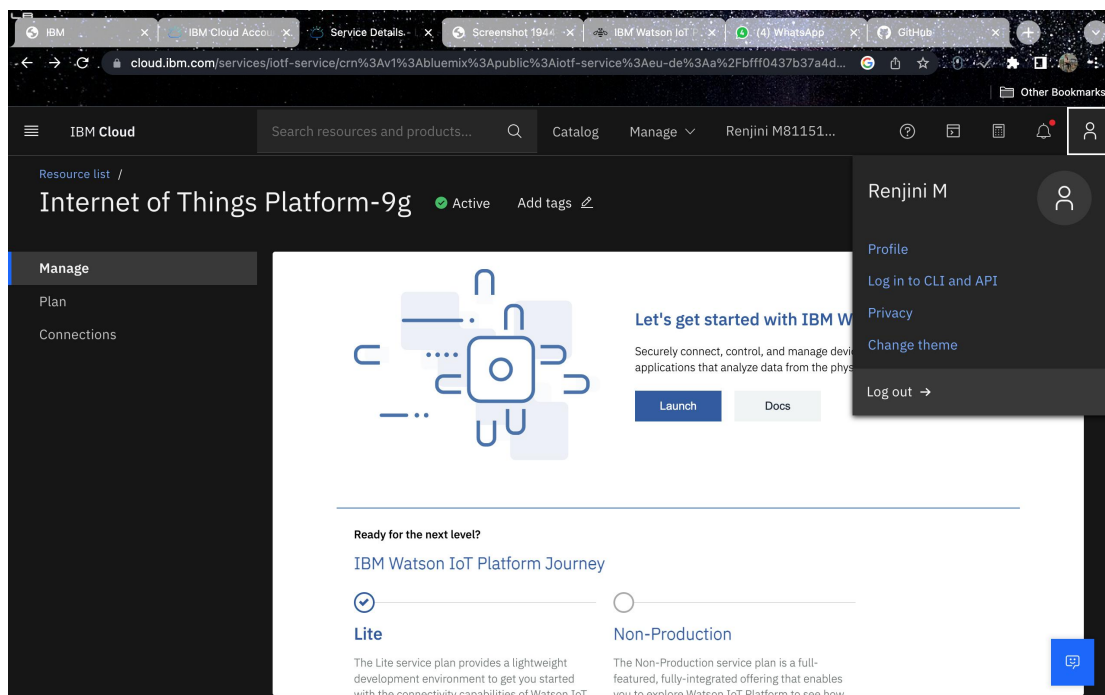 IBM
IBM Cloud Accou
Service Details - I
Screenshot 1944
IBM Watson IoT
(4) WhatsApp
GitHub
cloud.ibm.com/services/iotf-service/crn%3Av1%3Abluemix%3Apublic%3Aiotf-service%3Aeu-de%3Aa%2Fbfff0437b37a4d...
Other Bookmarks
IBM Cloud
Search resources and products...
Catalog
Manage
Renjini M81151...
Resource list /
Internet of Things Platform-9g
Active
Add tags
Renjini M
Profile
Log in to CLI and API
Privacy
Change theme
Log out →
Manage
Plan
Connections
Let's get started with IBM W
Securely connect, control, and manage devi
applications that analyze data from the phys
Launch
Docs
Ready for the next level?
IBM Watson IoT Platform Journey
Lite
Non-Production
The Lite service plan provides a lightweight
development environment to get you started
with the connectivity capabilities of Watson IoT
The Non-Production service plan is a full-
featured, fully-integrated offering that enables
you to explore Watson IoT Platform to see how